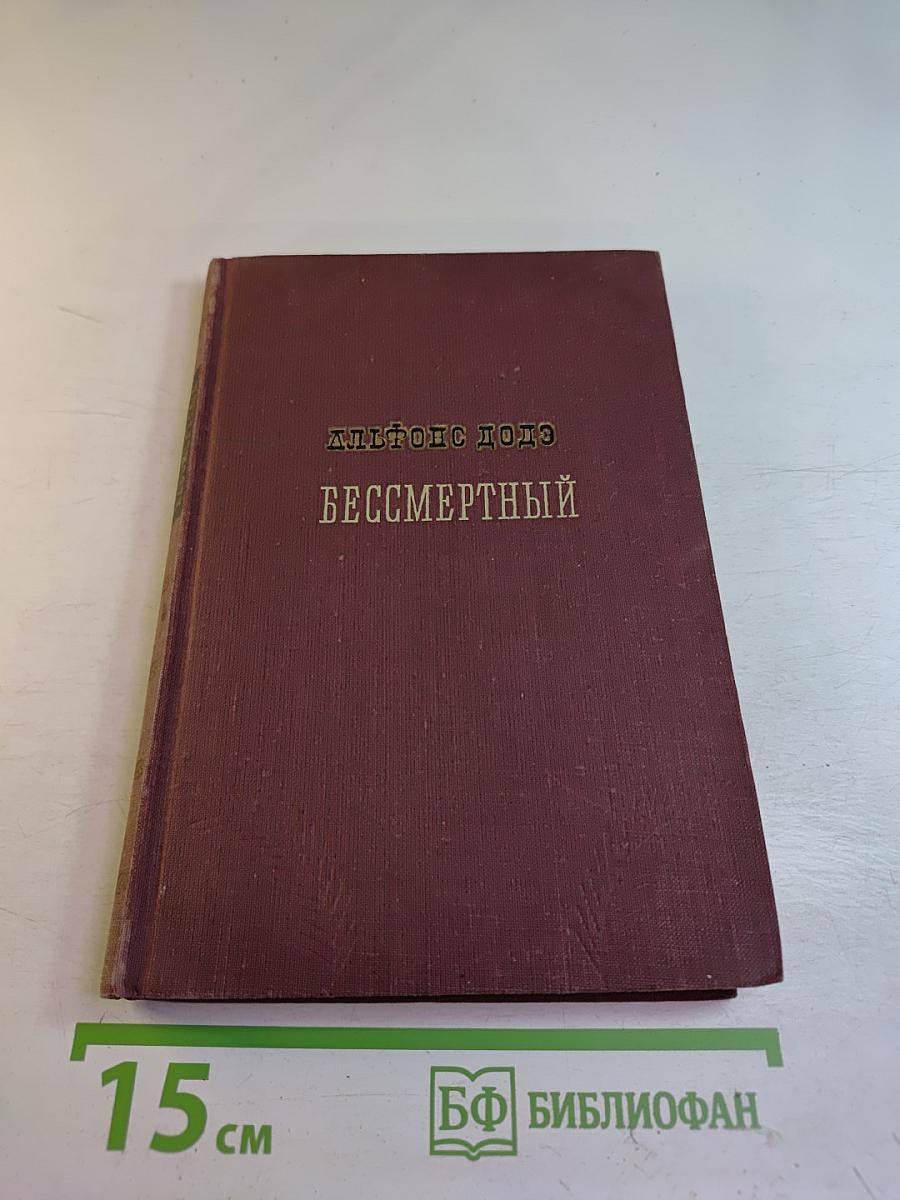 АЛЬФОНС ДОДЭ
БЕССМЕРТНЫЙ
15 см
БФ БИБЛИОФАН